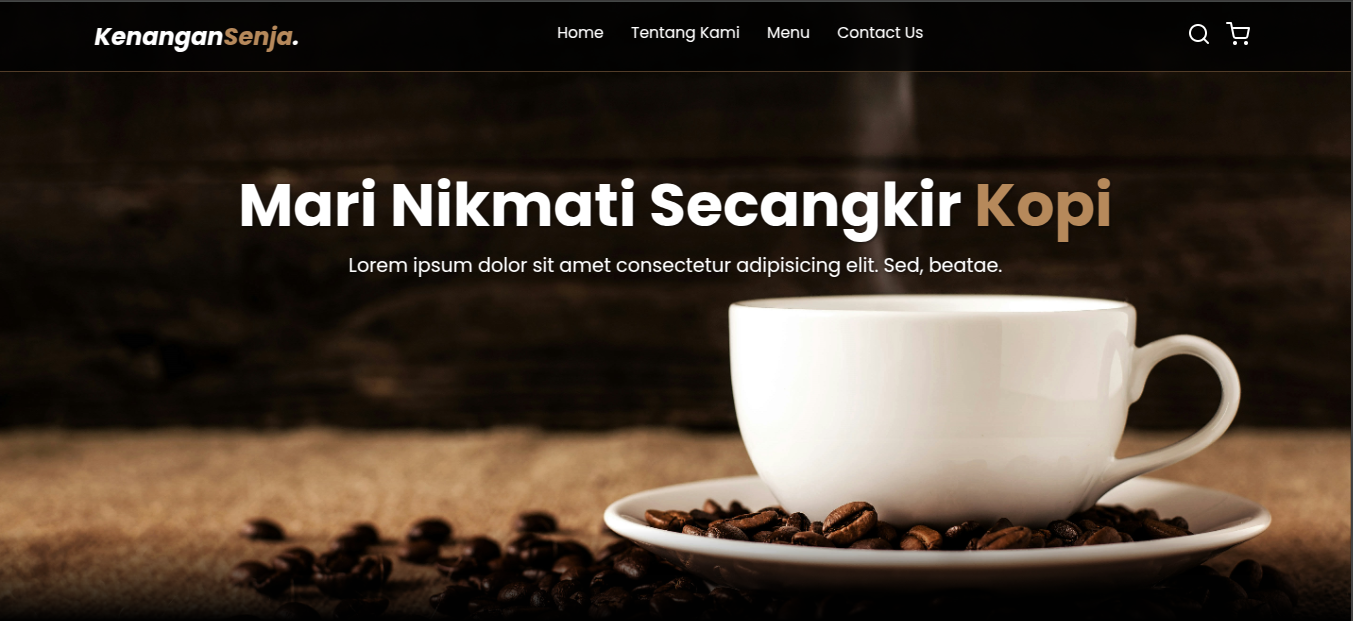 KenanganSenja.
Home Tentang Kami Menu Contact Us
Mari Nikmati Secangkir Kopi
Lorem ipsum dolor sit amet consectetur adipisicing elit. Sed, beatae.